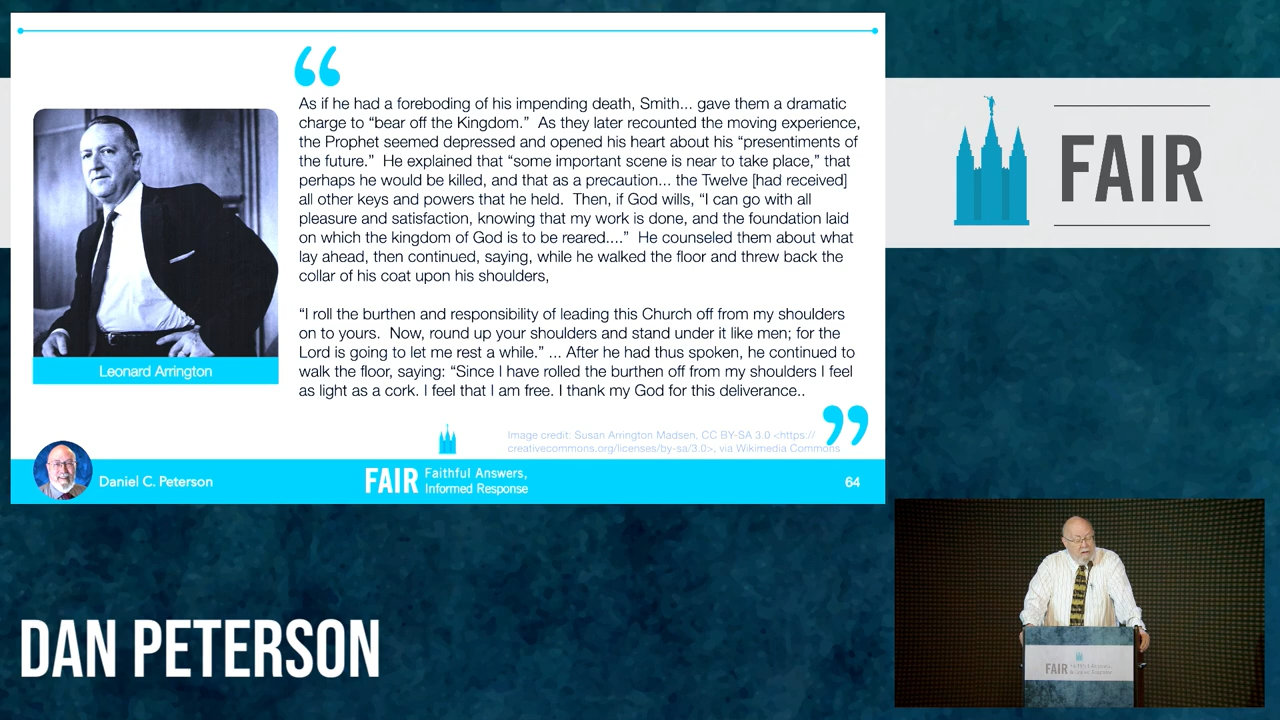 “
As if he had a foreboding of his impending death, Smith... gave them a dramatic
charge to “bear off the Kingdom.” As they later recounted the moving experience,
the Prophet seemed depressed and opened his heart about his “presentiments of
the future.” He explained that “some important scene is near to take place,” that
perhaps he would be killed, and that as a precaution... the Twelve [had received]
all other keys and powers that he held. Then, if God wills, “I can go with all
pleasure and satisfaction, knowing that my work is done, and the foundation laid
on which the kingdom of God is to be reared....” He counseled them about what
lay ahead, then continued, saying, while he walked the floor and threw back the
collar of his coat upon his shoulders,
“I roll the burthen and responsibility of leading this Church off from my shoulders
on to yours. Now, round up your shoulders and stand under it like men; for the
Lord is going to let me rest a while.” ... After he had thus spoken, he continued to
walk the floor, saying: “Since I have rolled the burthen off from my shoulders I feel
as light as a cork. I feel that I am free. I thank my God for this deliverance..
”
Leonard Arrington
Image credit: Susan Arrington Madsen, CC BY-SA 3.0 <https://
creativecommons.org/licenses/by-sa/3.0>, via Wikimedia Commons
Daniel C. Peterson
FAIR
Faithful Answers,
Informed Response
64
FAIR
DAN PETERSON
FAIR